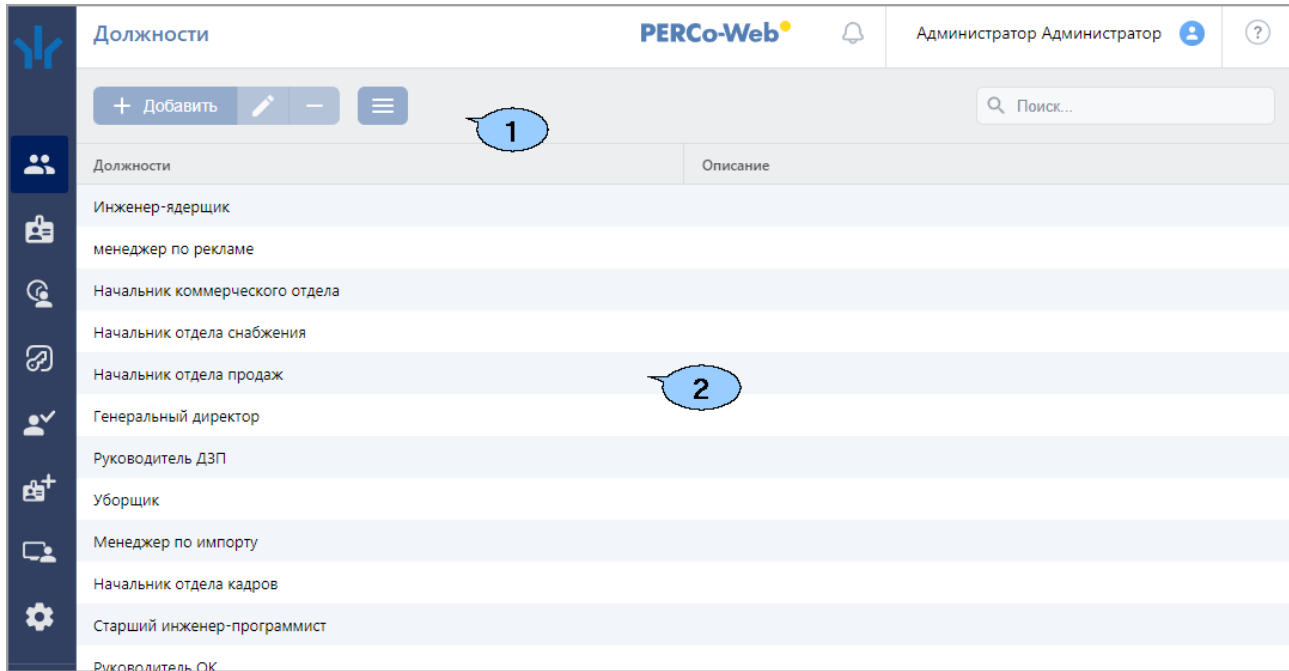 Должности PERCo-Web Администратор Администратор ?
+ Добавить Поиск...
1
Должности Описание
Инженер-ядерщик
менеджер по рекламе
Начальник коммерческого отдела
Начальник отдела снабжения
Начальник отдела продаж
2
Генеральный директор
Руководитель ДЗП
Уборщик
Менеджер по импорту
Начальник отдела кадров
Старший инженер-программист
Руководитель ОК